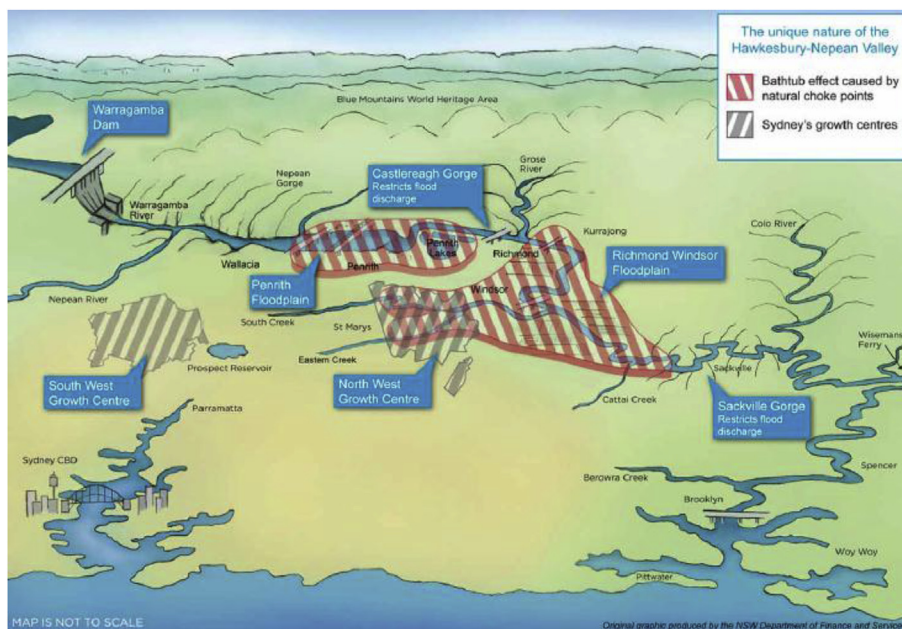 The unique nature of the
Hawkesbury-Nepean Valley
Bathtub effect caused by
natural choke points
Sydney's growth centres
Blue Mountains World Heritage Area
Warragamba
Dam
Nepean
Gorge
Castlereagh Gorge
Restricts flood
discharge
Grose
River
Colo River
Warragamba
River
Kurrajong
Wallacia
Penrith
Lakes
Richmond
Richmond Windsor
Floodplain
Penrith
Penrith
Floodplain
Windsor
Nepean River
South Creek
St Marys
Eastern Creek
Prospect Reservoir
South West
Growth Centre
North West
Growth Centre
Wisemans
Ferry
Sackville
Cattai Creek
Sackville Gorge
Restricts flood
discharge
Parramatta
Sydney CBD
Berowra Creek
Spencer
Brooklyn
Woy Woy
Pittwater
MAP IS NOT TO SCALE
Original graphic produced by the NSW Department of Finance and Service